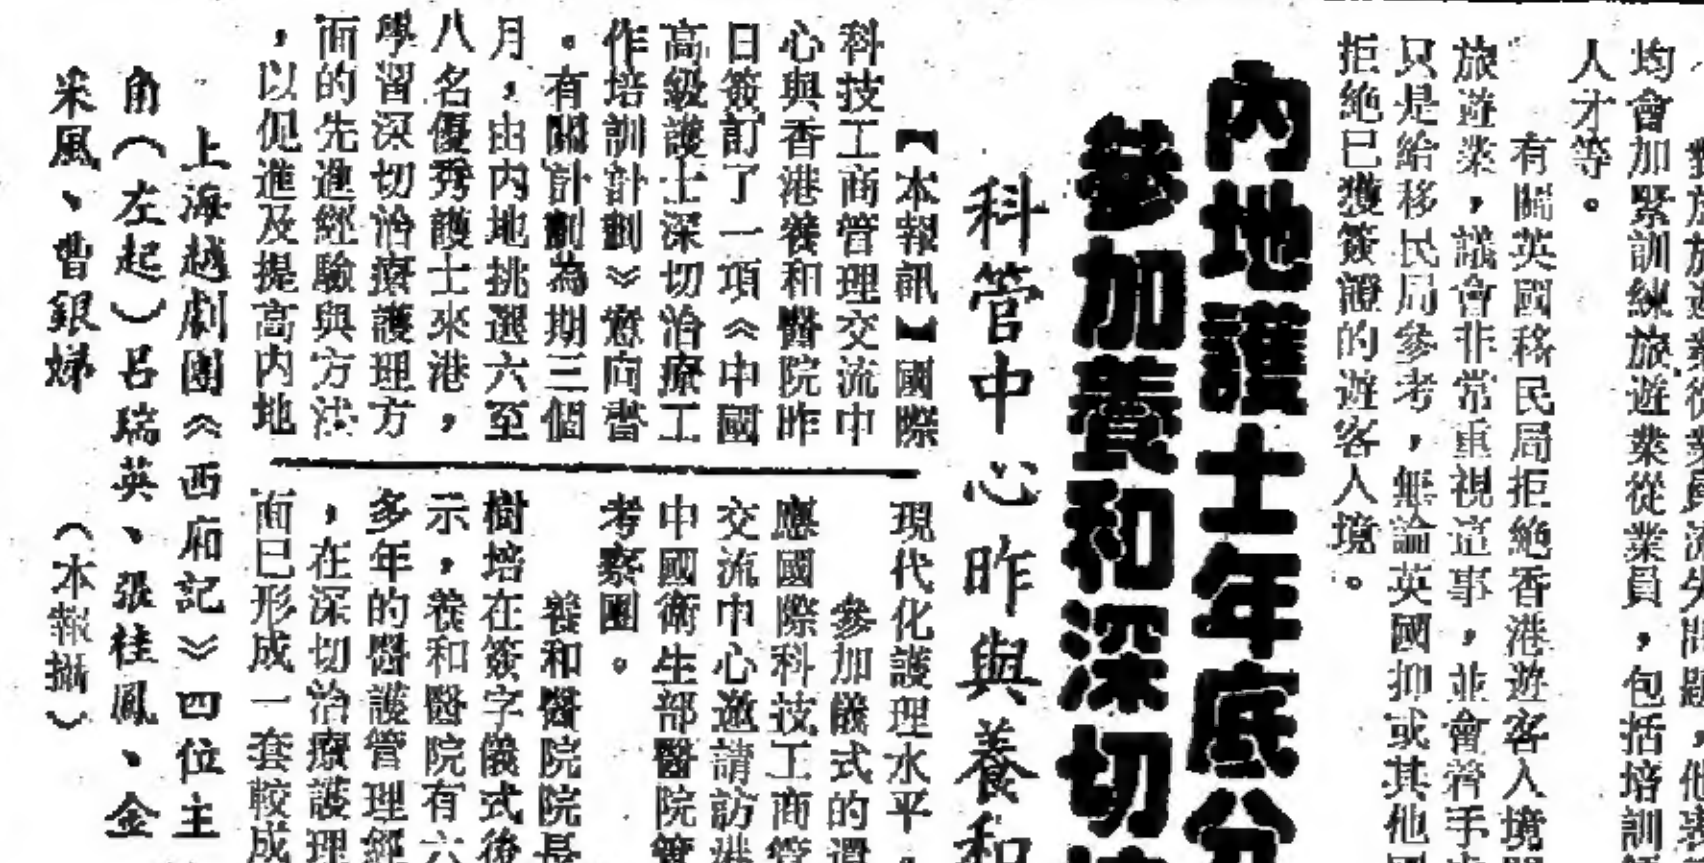 均會加緊訓練旅遊業從業員，包括培訓
人才等。
有關英國移民局拒絕香港遊客入境
旅遊業，議會非常重視這事，並會着手
只是給移民局參考，無論英國抑或其他
拒絕已獲簽證的遊客入境。
內地護士年底分
參加養和深切
科管中心昨與養和
【本報訊】國際
科技工商管理交流中
心與香港養和醫院昨
日簽訂了一項《中國
高級護士深切治療工
作培訓計劃》意向書
。有關計劃為期三個
月，由內地挑選六至
八名優秀護士來港，
學習深切治療護理方
面的先進經驗與方法
，以促進及提高內地
現代化護理水平
參加儀式的還
應國際科技工商管
交流中心邀請訪港
中國衛生部醫院管
考察團。
養和醫院院長
樹培在簽字儀式後
示，養和醫院有六
多年的醫護管理經
，在深切治療護理
面已形成一套較成
上海越劇團《西廂記》四位主
角（左起）呂瑞英、張桂鳳、金
采風、曹銀娣
（本報攝）